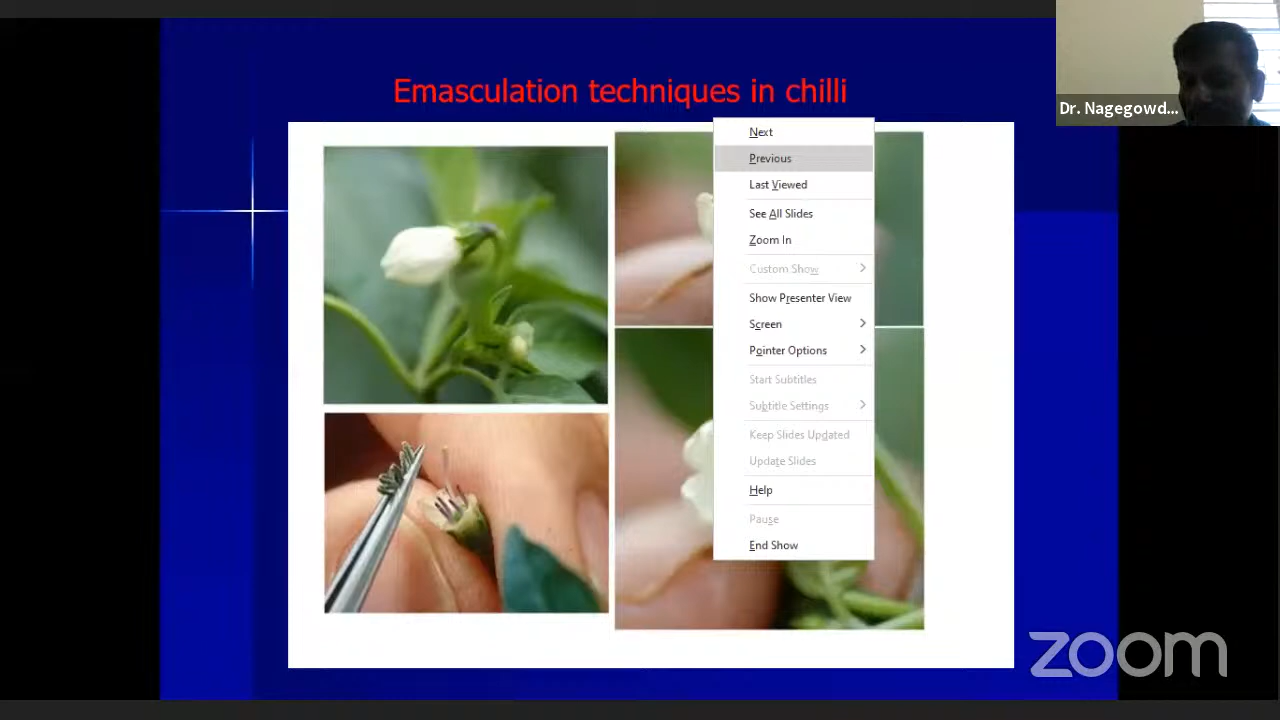 Emasculation techniques in chilli
Dr. Nagegowd...
Next
Previous
Last Viewed
See All Slides
Zoom In
Custom Show
Show Presenter View
Screen
Pointer Options
Start Subtitles
Subtitle Settings
Keep Slides Updated
Update Slides
Help
Pause
End Show
zoom